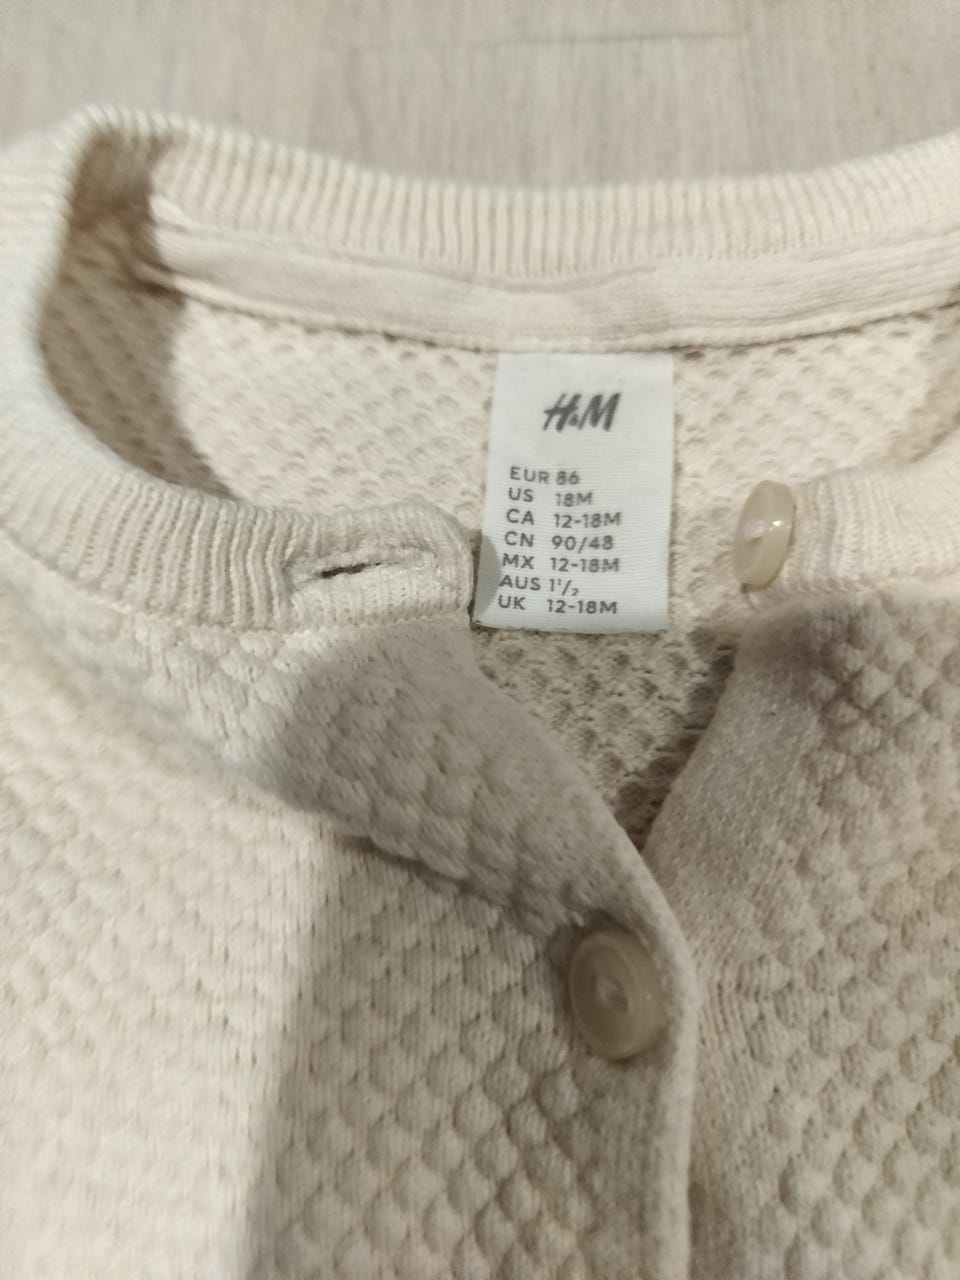 H&M
EUR 86
US 18M
CA 12-18M
CN 90/48
MX 12-18M
AUS 1½
UK 12-18M